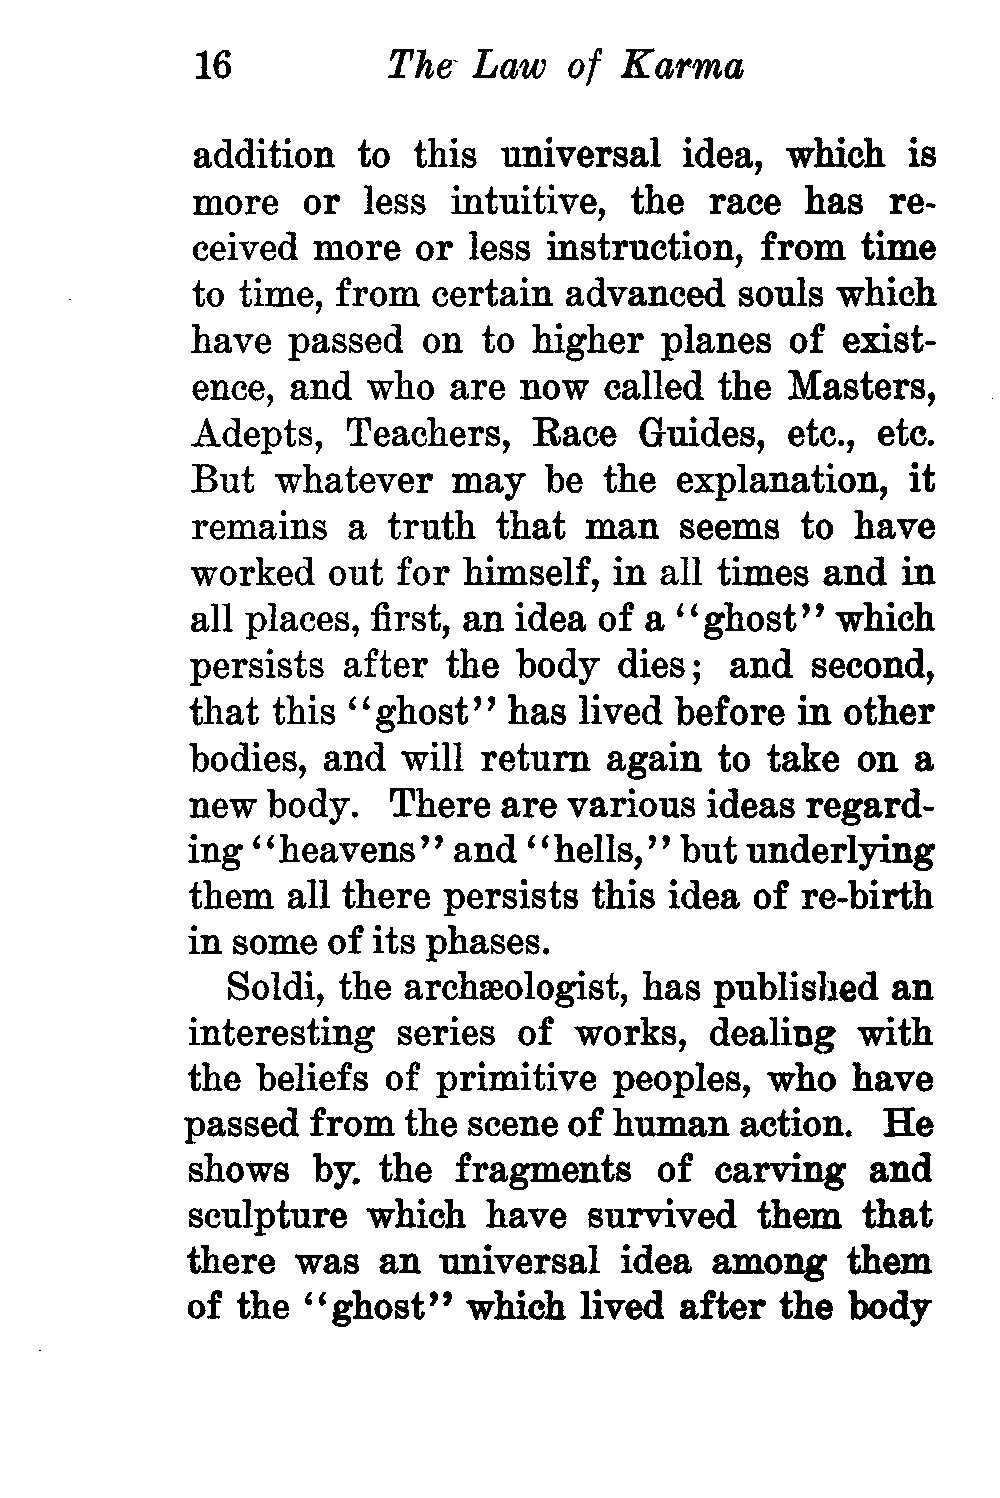 16 The Law of Karma
addition to this universal idea, which is
more or less intuitive, the race has re-
ceived more or less instruction, from time
to time, from certain advanced souls which
have passed on to higher planes of exist-
ence, and who are now called the Masters,
Adepts, Teachers, Race Guides, etc., etc.
But whatever may be the explanation, it
remains a truth that man seems to have
worked out for himself, in all times and in
all places, first, an idea of a "ghost" which
persists after the body dies; and second,
that this "ghost" has lived before in other
bodies, and will return again to take on a
new body. There are various ideas regard-
ing "heavens" and "hells," but underlying
them all there persists this idea of re-birth
in some of its phases.
Soldi, the archæologist, has published an
interesting series of works, dealing with
the beliefs of primitive peoples, who have
passed from the scene of human action. He
shows by. the fragments of carving and
sculpture which have survived them that
there was an universal idea among them
of the "ghost" which lived after the body